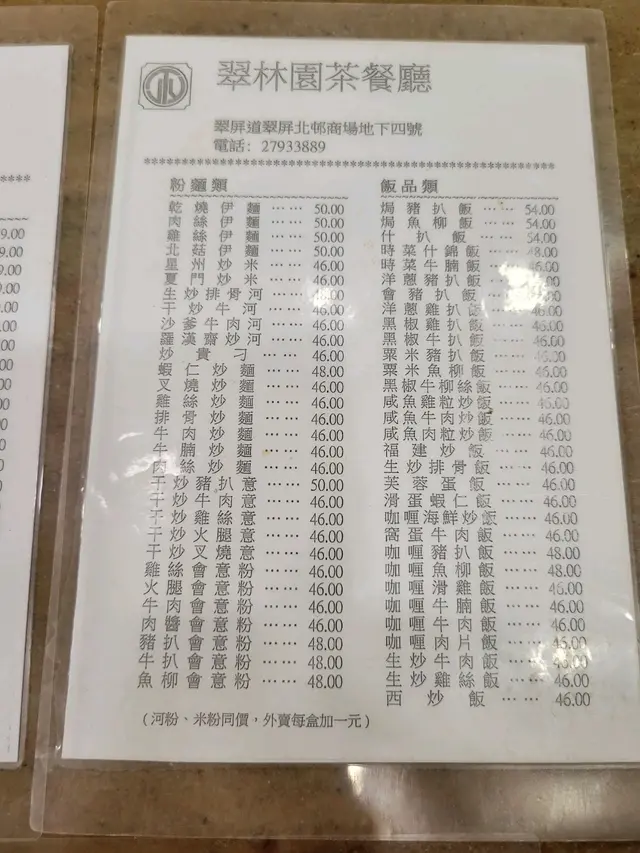 翠林園茶餐廳
翠屏道翠屏北邨商場地下四號
電話: 27933889
粉麵類
乾燒伊麵 …… 50.00
肉絲伊麵 …… 50.00
雞絲伊麵 …… 50.00
北菇伊麵 …… 50.00
星州炒米 …… 46.00
夏門炒米 …… 46.00
生炒排骨河
干炒牛河 …… 46.00
沙爹牛肉河 …… 46.00
羅漢齋炒河 …… 46.00
炒貴刁 …… 46.00
蝦仁炒麵 …… 48.00
叉燒炒麵 …… 46.00
雞絲炒麵 …… 46.00
排骨炒麵 …… 46.00
牛肉炒麵 …… 46.00
牛腩炒麵 …… 46.00
肉絲炒麵 …… 46.00
干炒豬扒意 …… 50.00
干炒牛肉意 …… 46.00
干炒雞絲意 …… 46.00
干炒火腿意 …… 46.00
干炒叉燒意 …… 46.00
雞絲會意粉 …… 46.00
火腿會意粉 …… 46.00
牛肉會意粉 …… 46.00
肉醬會意粉 …… 46.00
豬扒會意粉 …… 48.00
牛扒會意粉 …… 48.00
魚柳會意粉 …… 48.00
(河粉、米粉同價，外賣每盒加一元)
飯品類
焗豬扒飯 …… 54.00
焗魚柳飯 …… 54.00
什扒飯 …… 54.00
時菜什錦飯 …… 48.00
時菜牛腩飯 …… 46.00
洋蔥豬扒飯 …… 46.00
會豬扒飯 …… 46.00
洋蔥雞扒飯 …… 46.00
黑椒雞扒飯 …… 46.00
黑椒牛扒飯 …… 46.00
粟米豬扒飯 …… 46.00
粟米魚柳飯 …… 46.00
黑椒牛柳絲飯 …… 46.00
咸魚雞粒炒飯 …… 46.00
咸魚牛肉炒飯 …… 46.00
咸魚肉粒炒飯 …… 46.00
福建炒飯 …… 46.00
生炒排骨飯 …… 46.00
芙蓉蛋飯 …… 46.00
滑蛋蝦仁飯 …… 46.00
咖喱海鮮炒飯 …… 46.00
窩蛋牛肉飯 …… 46.00
咖喱豬扒飯 …… 48.00
咖喱魚柳飯 …… 48.00
咖喱滑雞飯 …… 46.00
咖喱牛腩飯 …… 46.00
咖喱牛肉飯 …… 46.00
咖喱肉片飯 …… 46.00
生炒牛肉飯 …… 46.00
生炒雞絲飯 …… 46.00
西炒飯 …… 46.00